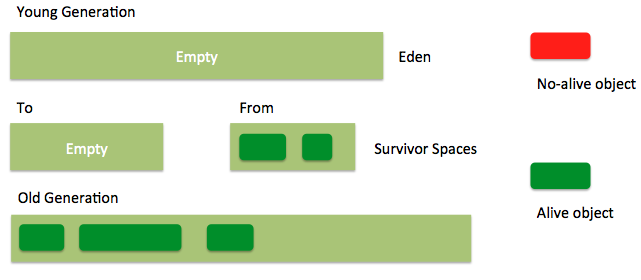 Young Generation
Empty
Eden
No-alive object
To
From
Empty
Survivor Spaces
Old Generation
Alive object